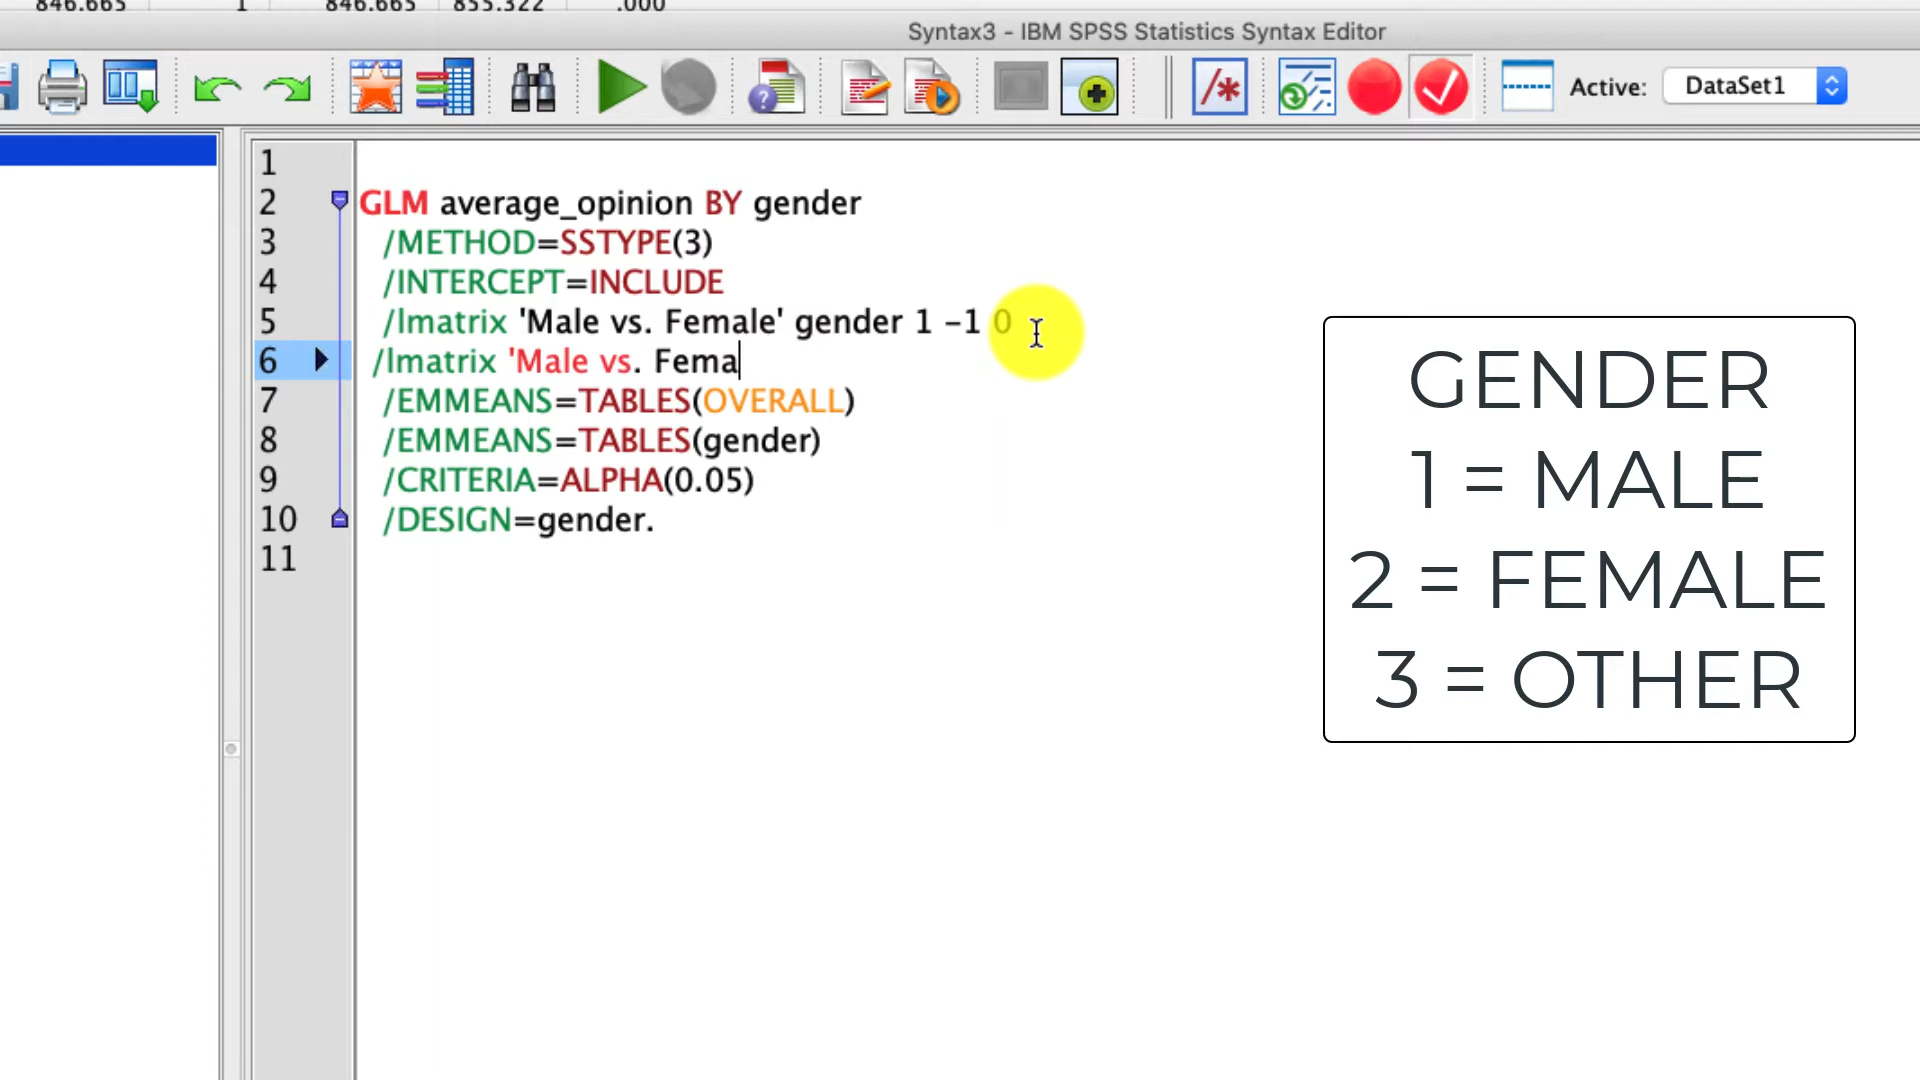 846.665 1 846.665 855.322 .000
Syntax3 - IBM SPSS Statistics Syntax Editor
Active: DataSet1
1
2 GLM average_opinion BY gender
3 /METHOD=SSTYPE(3)
4 /INTERCEPT=INCLUDE
5 /lmatrix 'Male vs. Female' gender 1 -1 0
6 /lmatrix 'Male vs. Fema
7 /EMMEANS=TABLES(OVERALL)
8 /EMMEANS=TABLES(gender)
9 /CRITERIA=ALPHA(0.05)
10 /DESIGN=gender.
11
GENDER
1 = MALE
2 = FEMALE
3 = OTHER